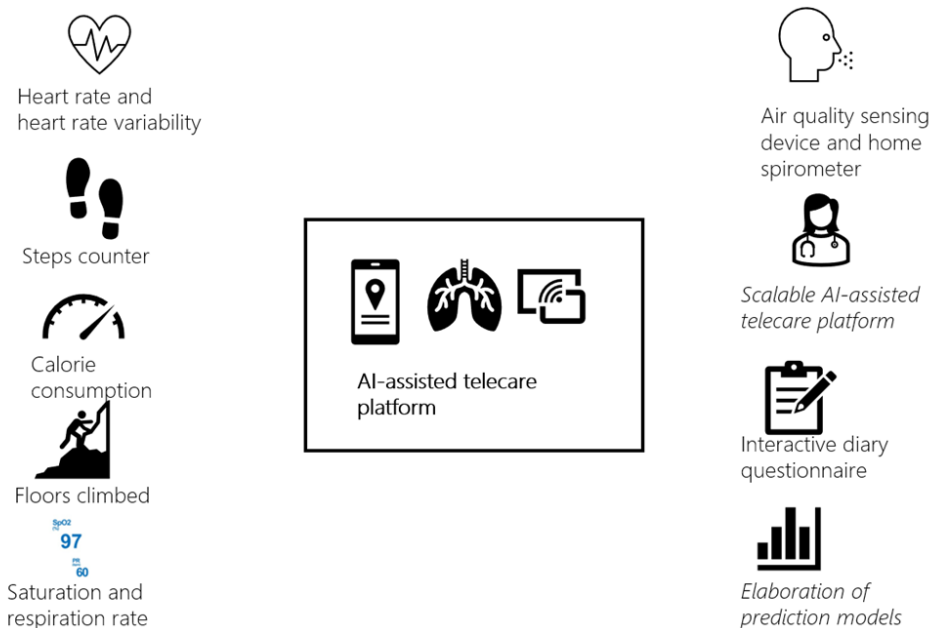 Heart rate and
heart rate variability
Steps counter
Calorie
consumption
Floors climbed
SpO2
97
60
Saturation and
respiration rate
AI-assisted telecare
platform
Air quality sensing
device and home
spirometer
Scalable AI-assisted
telecare platform
Interactive diary
questionnaire
Elaboration of
prediction models